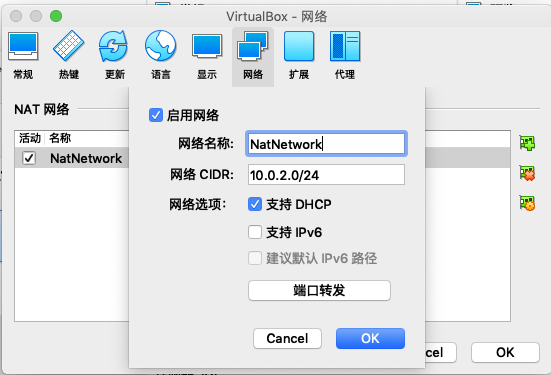 VirtualBox - 网络
常规 热键 更新 语言 显示 网络 扩展 代理
NAT 网络
活动 名称
NatNetwork
启用网络
网络名称: NatNetwork
网络 CIDR: 10.0.2.0/24
网络选项: 支持 DHCP
支持 IPv6
建议默认 IPv6 路径
端口转发
Cancel OK
cel OK